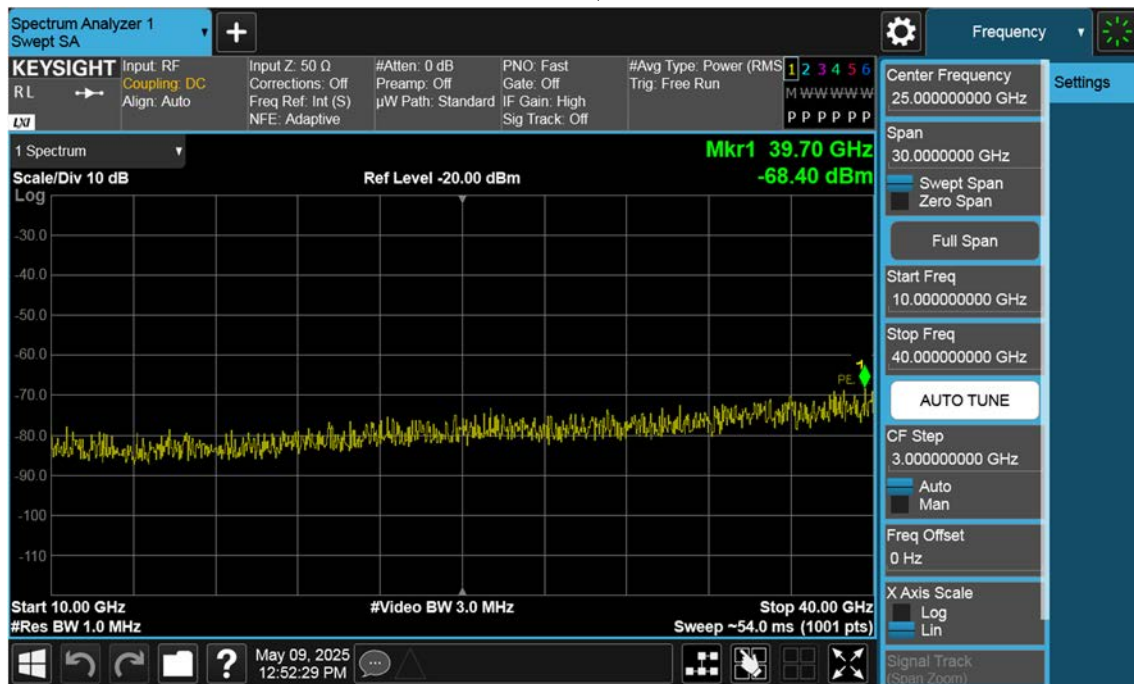 Spectrum Analyzer 1
Swept SA
+
Frequency
KEYSIGHT
RL
LXI
Input: RF
Coupling: DC
Align: Auto
Input Z: 50 Ω
Corrections: Off
Freq Ref: Int (S)
NFE: Adaptive
#Atten: 0 dB
Preamp: Off
µW Path: Standard
PNO: Fast
Gate: Off
IF Gain: High
Sig Track: Off
#Avg Type: Power (RMS
Trig: Free Run
1 2 3 4 5 6
M W W W W W
P P P P P P
1 Spectrum
Scale/Div 10 dB
Log
Ref Level -20.00 dBm
Mkr1 39.70 GHz
-68.40 dBm
-30.0
-40.0
-50.0
-60.0
-70.0
-80.0
-90.0
-100
-110
1
PE.
Start 10.00 GHz
#Res BW 1.0 MHz
#Video BW 3.0 MHz
Stop 40.00 GHz
Sweep ~54.0 ms (1001 pts)
Center Frequency
25.000000000 GHz
Span
30.0000000 GHz
Swept Span
Zero Span
Full Span
Start Freq
10.000000000 GHz
Stop Freq
40.000000000 GHz
AUTO TUNE
CF Step
3.000000000 GHz
Auto
Man
Freq Offset
0 Hz
X Axis Scale
Log
Lin
Signal Track
(Span Zoom)
Settings
?
May 09, 2025
12:52:29 PM